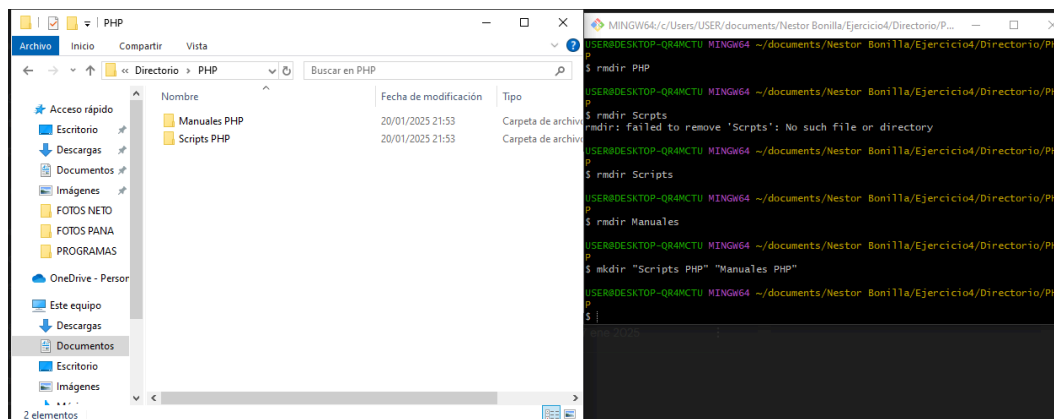 PHP
Archivo Inicio Compartir Vista
« Directorio › PHP
Buscar en PHP
Nombre Fecha de modificación Tipo
Manuales PHP 20/01/2025 21:53 Carpeta de archivo
Scripts PHP 20/01/2025 21:53 Carpeta de archivo
Acceso rápido
Escritorio
Descargas
Documentos
Imágenes
FOTOS NETO
FOTOS PANA
PROGRAMAS
OneDrive - Person
Este equipo
Descargas
Documentos
Escritorio
Imágenes
2 elementos
MINGW64:/c/Users/USER/documents/Nestor Bonilla/Ejercicio4/Directorio/P...
USER@DESKTOP-QR4MCTU MINGW64 ~/documents/Nestor Bonilla/Ejercicio4/Directorio/PH
P
$ rmdir PHP
USER@DESKTOP-QR4MCTU MINGW64 ~/documents/Nestor Bonilla/Ejercicio4/Directorio/PH
P
$ rmdir Scrpts
rmdir: failed to remove 'Scrpts': No such file or directory
USER@DESKTOP-QR4MCTU MINGW64 ~/documents/Nestor Bonilla/Ejercicio4/Directorio/PH
P
$ rmdir Scripts
USER@DESKTOP-QR4MCTU MINGW64 ~/documents/Nestor Bonilla/Ejercicio4/Directorio/PH
P
$ rmdir Manuales
USER@DESKTOP-QR4MCTU MINGW64 ~/documents/Nestor Bonilla/Ejercicio4/Directorio/PH
P
$ mkdir "Scripts PHP" "Manuales PHP"
USER@DESKTOP-QR4MCTU MINGW64 ~/documents/Nestor Bonilla/Ejercicio4/Directorio/PH
P
$
ene 2025